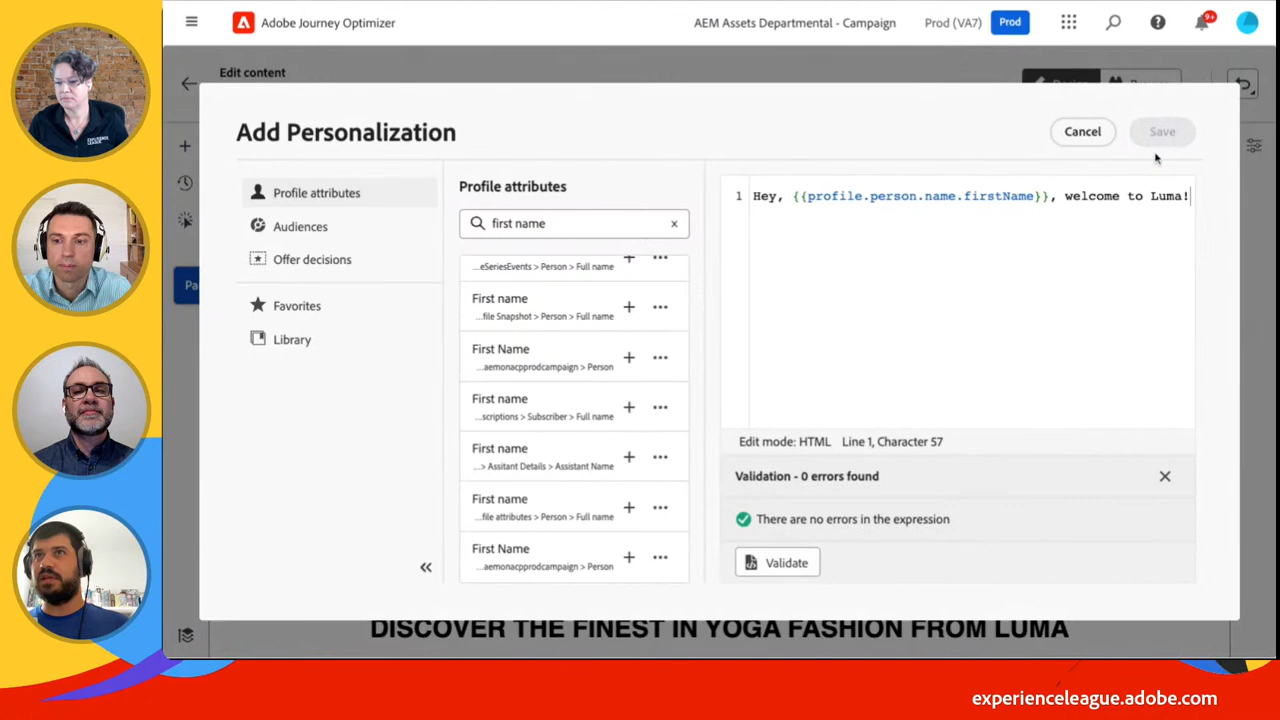 Adobe Journey Optimizer
AEM Assets Departmental - Campaign
Prod (VA7)
Prod
9+
Edit content
Add Personalization
Cancel
Save
Profile attributes
Audiences
Offer decisions
Favorites
Library
Profile attributes
first name
...eSeriesEvents > Person > Full name
First name
...file Snapshot > Person > Full name
First Name
...aemonacpprodcampaign > Person
First name
...scriptions > Subscriber > Full name
First name
...> Assitant Details > Assistant Name
First name
...file attributes > Person > Full name
First Name
...aemonacpprodcampaign > Person
1 Hey, {{profile.person.name.firstName}}, welcome to Luma!
Edit mode: HTML Line 1, Character 57
Validation - 0 errors found
There are no errors in the expression
Validate
DISCOVER THE FINEST IN YOGA FASHION FROM LUMA
experienceleague.adobe.com